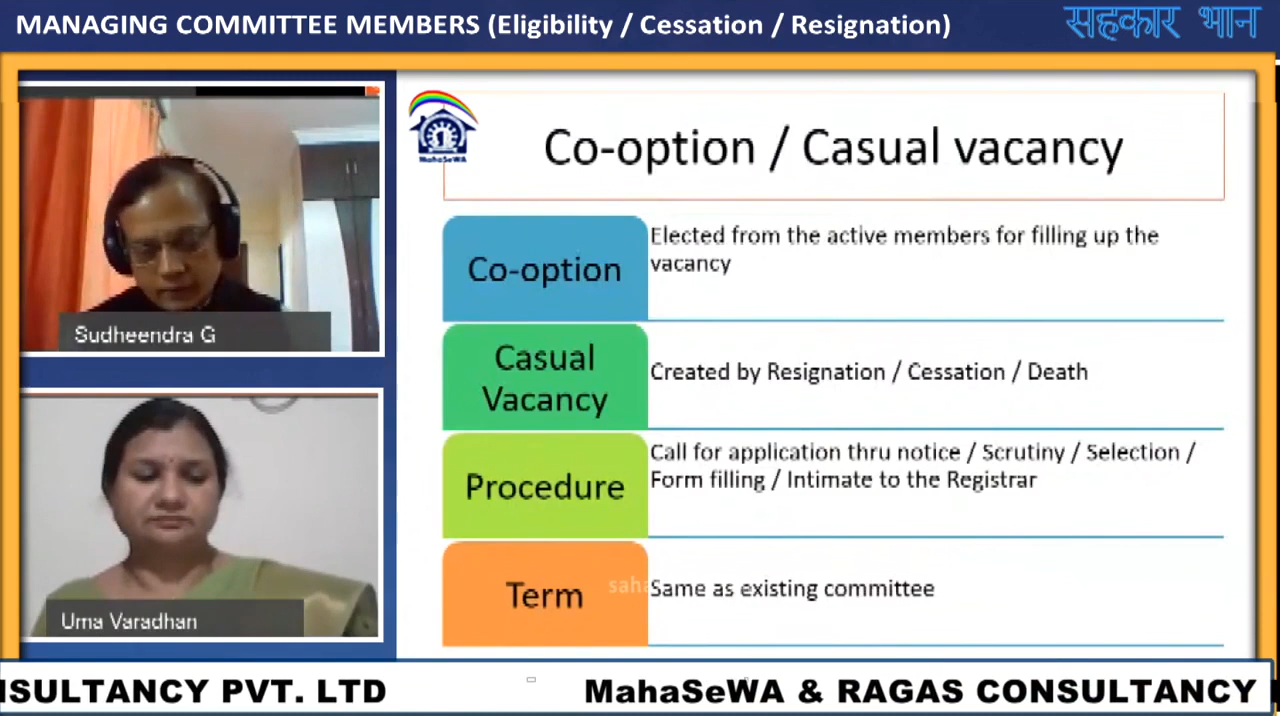 MANAGING COMMITTEE MEMBERS (Eligibility / Cessation / Resignation)
सहकार भान
MahaSeWA
Co-option / Casual vacancy
Sudheendra G
Uma Varadhan
Co-option
Elected from the active members for filling up the
vacancy
Casual
Vacancy
Created by Resignation / Cessation / Death
Procedure
Call for application thru notice / Scrutiny / Selection /
Form filling / Intimate to the Registrar
Term
saha
Same as existing committee
NSULTANCY PVT. LTD
MahaSeWA & RAGAS CONSULTANCY